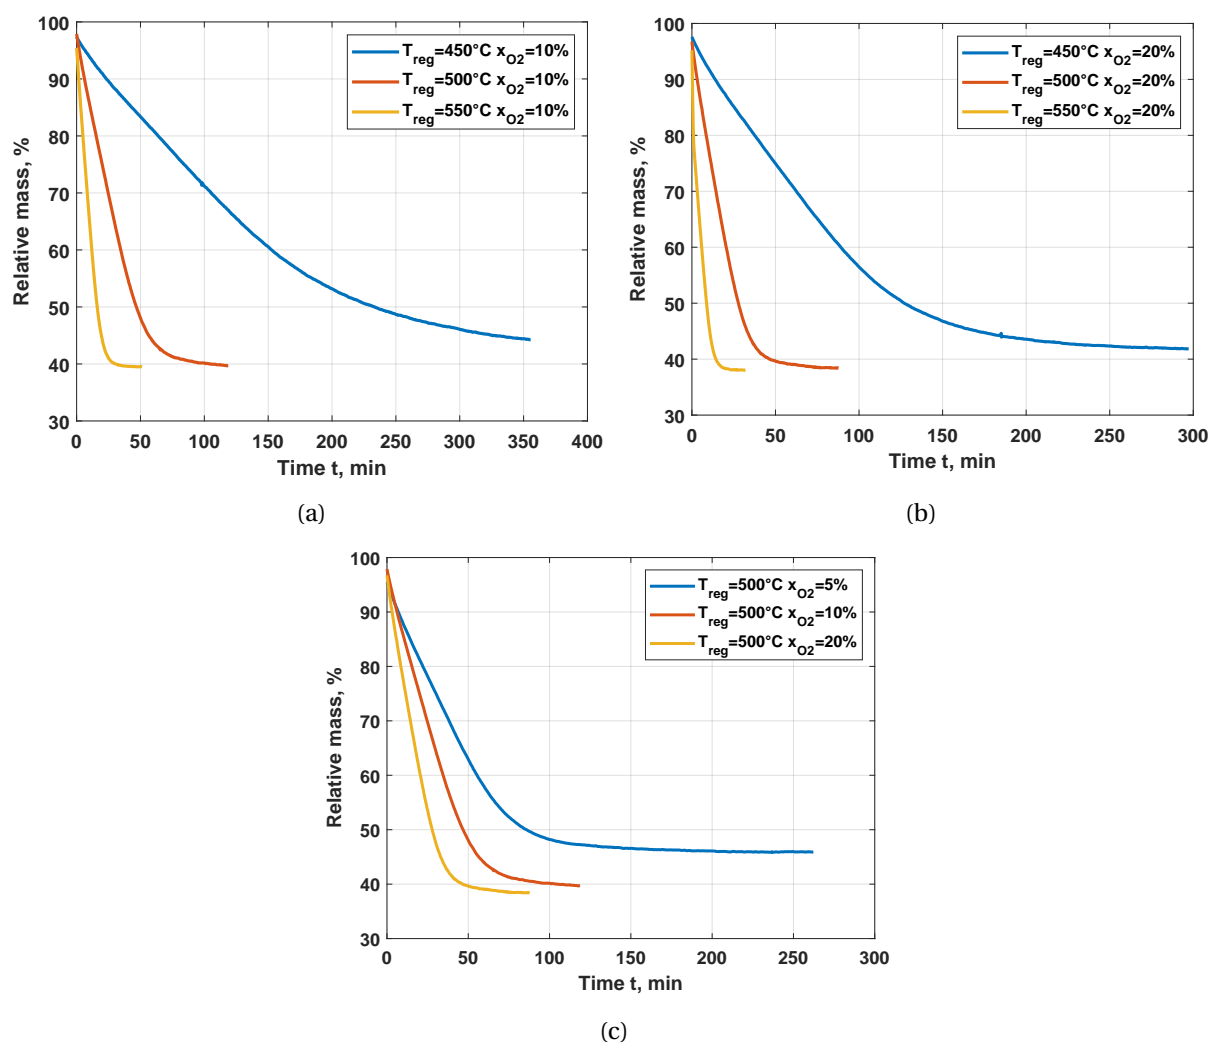 100
90
80
70
60
50
40
30
Relative mass, %
0 50 100 150 200 250 300 350 400
Time t, min
T_reg=450°C x_O2=10%
T_reg=500°C x_O2=10%
T_reg=550°C x_O2=10%
(a)
100
90
80
70
60
50
40
30
Relative mass, %
0 50 100 150 200 250 300
Time t, min
T_reg=450°C x_O2=20%
T_reg=500°C x_O2=20%
T_reg=550°C x_O2=20%
(b)
100
90
80
70
60
50
40
30
Relative mass, %
0 50 100 150 200 250 300
Time t, min
T_reg=500°C x_O2=5%
T_reg=500°C x_O2=10%
T_reg=500°C x_O2=20%
(c)